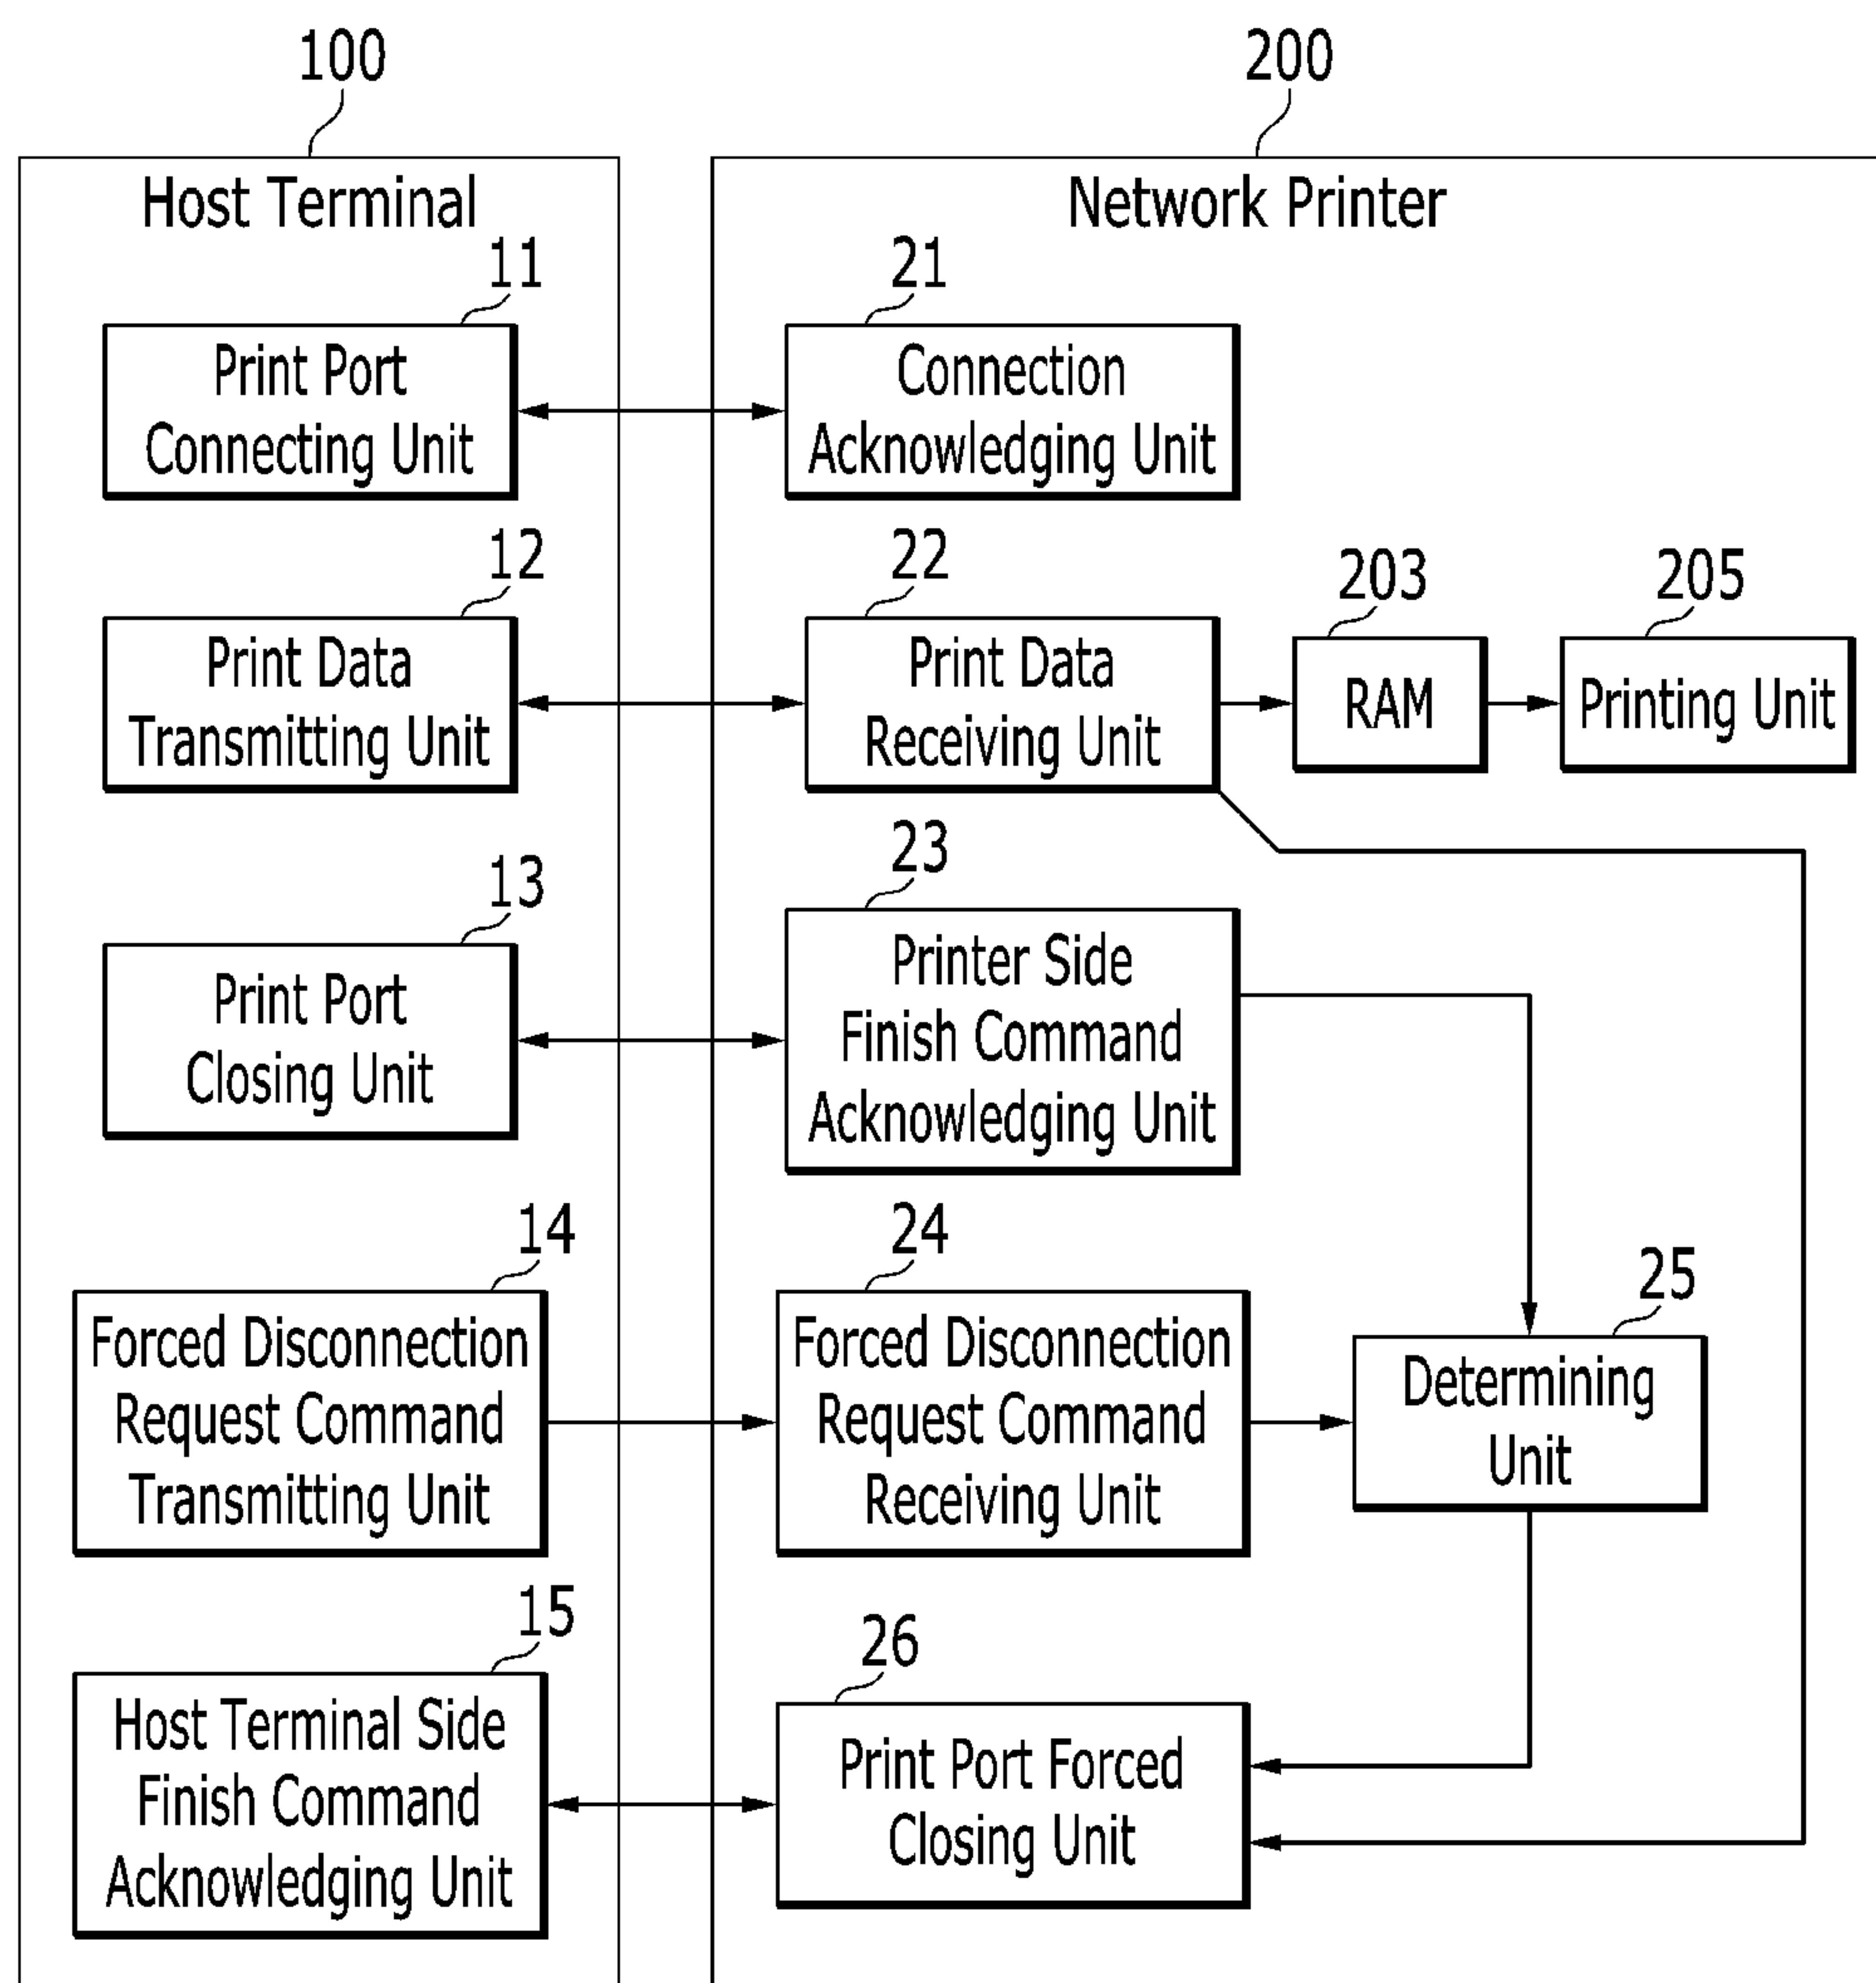 100
200
Host Terminal
Network Printer
11
21
Print Port
Connecting Unit
Connection
Acknowledging Unit
12
22
203
205
Print Data
Transmitting Unit
Print Data
Receiving Unit
RAM
Printing Unit
13
23
Print Port
Closing Unit
Printer Side
Finish Command
Acknowledging Unit
14
24
25
Forced Disconnection
Request Command
Transmitting Unit
Forced Disconnection
Request Command
Receiving Unit
Determining
Unit
15
26
Host Terminal Side
Finish Command
Acknowledging Unit
Print Port Forced
Closing Unit